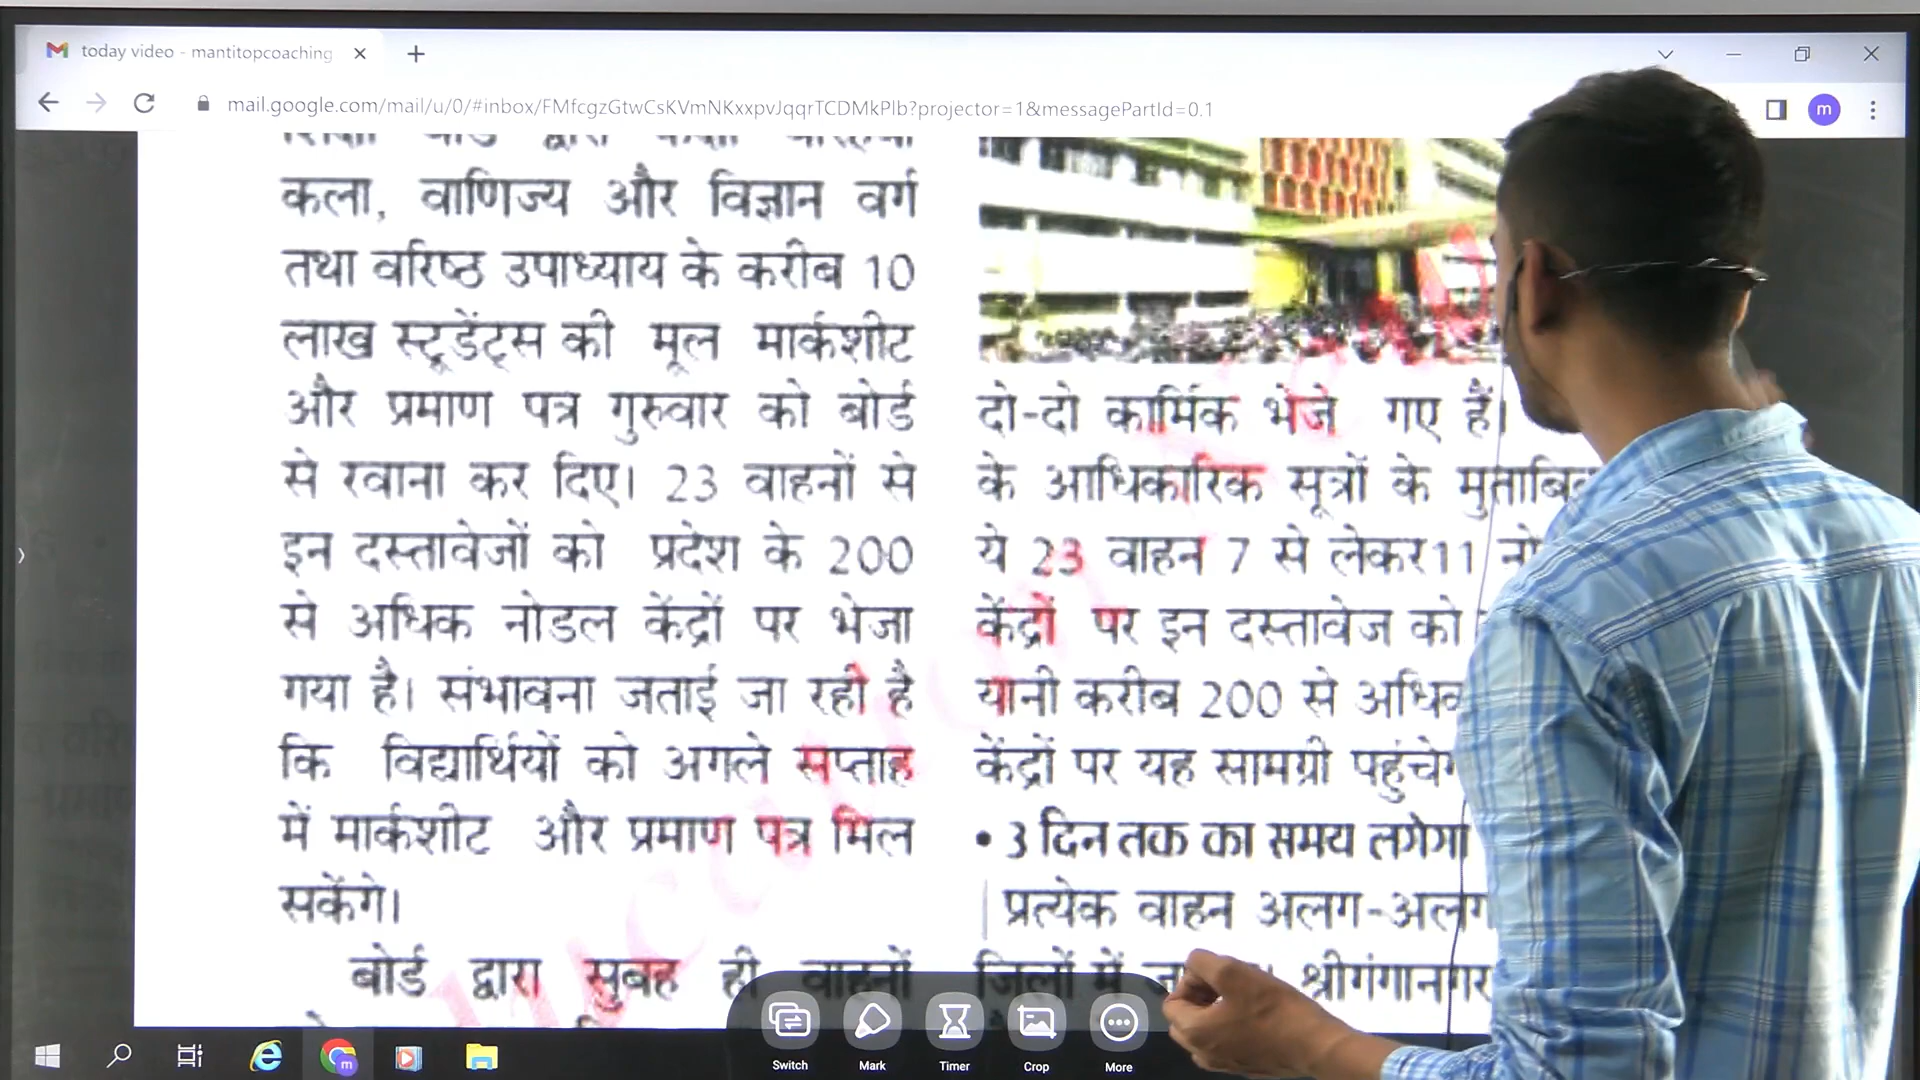 today video - mantitopcoaching
mail.google.com/mail/u/0/#inbox/FMfcgzGtwCsKVmNKxxpvJqqrTCDMkPlb?projector=1&messagePartId=0.1
m
कला, वाणिज्य और विज्ञान वर्ग
तथा वरिष्ठ उपाध्याय के करीब 10
लाख स्टूडेंट्स की मूल मार्कशीट
और प्रमाण पत्र गुरुवार को बोर्ड
से रवाना कर दिए। 23 वाहनों से
इन दस्तावेजों को प्रदेश के 200
से अधिक नोडल केंद्रों पर भेजा
गया है। संभावना जताई जा रही है
कि विद्यार्थियों को अगले सप्ताह
में मार्कशीट और प्रमाण पत्र मिल
सकेंगे।
बोर्ड द्वारा सुबह ही वाहनों
दो-दो कार्मिक भेजे गए हैं।
के आधिकारिक सूत्रों के
ये 23 वाहन 7 से लेकर 11
केंद्रों पर इन दस्तावेज को
यानी करीब 200 से
केंद्रों पर यह सामग्री
• 3 दिन तक का समय लगेगा
प्रत्येक वाहन अलग-अलग
जिलों में श्रीगंगानगर
Switch
Mark
Timer
Crop
More
m